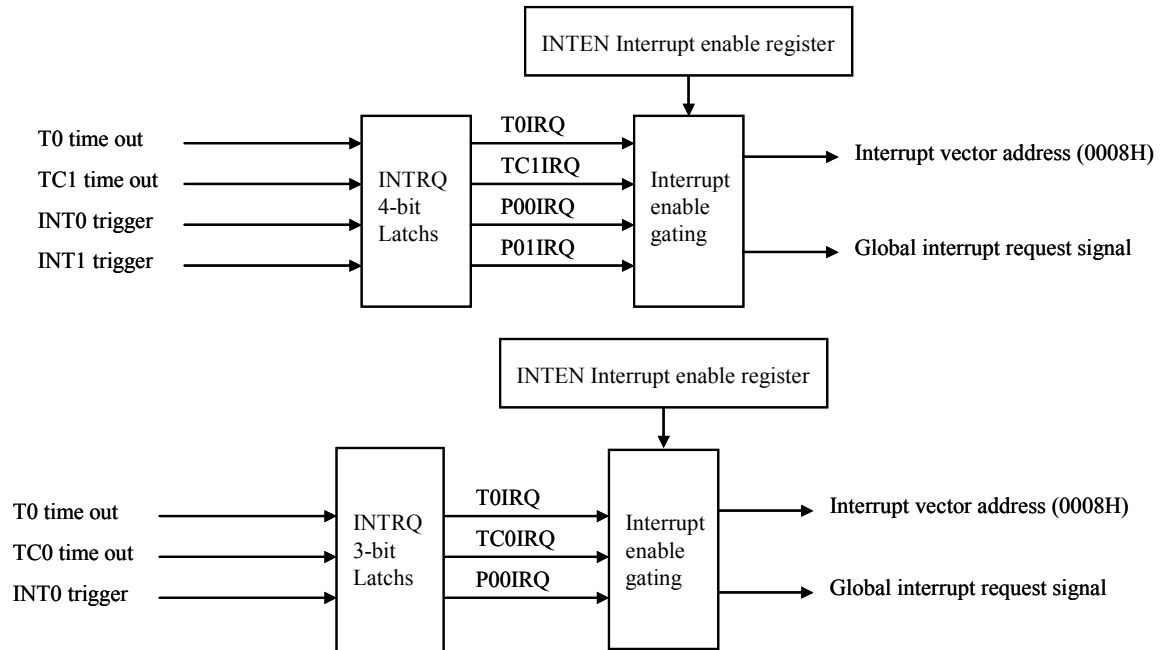 INTEN Interrupt enable register
T0 time out
TC1 time out
INT0 trigger
INT1 trigger
INTRQ
4-bit
Latchs
T0IRQ
TC1IRQ
P00IRQ
P01IRQ
Interrupt
enable
gating
Interrupt vector address (0008H)
Global interrupt request signal
INTEN Interrupt enable register
T0 time out
TC0 time out
INT0 trigger
INTRQ
3-bit
Latchs
T0IRQ
TC0IRQ
P00IRQ
Interrupt
enable
gating
Interrupt vector address (0008H)
Global interrupt request signal